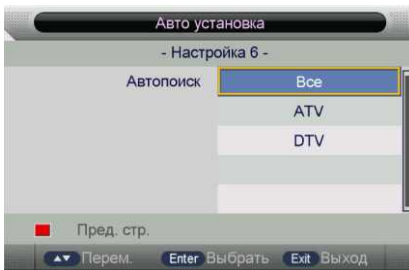 Авто установка
- Настройка 6 -
Автопоиск Все
ATV
DTV
Пред. стр.
Перем. Enter Выбрать Exit Выход